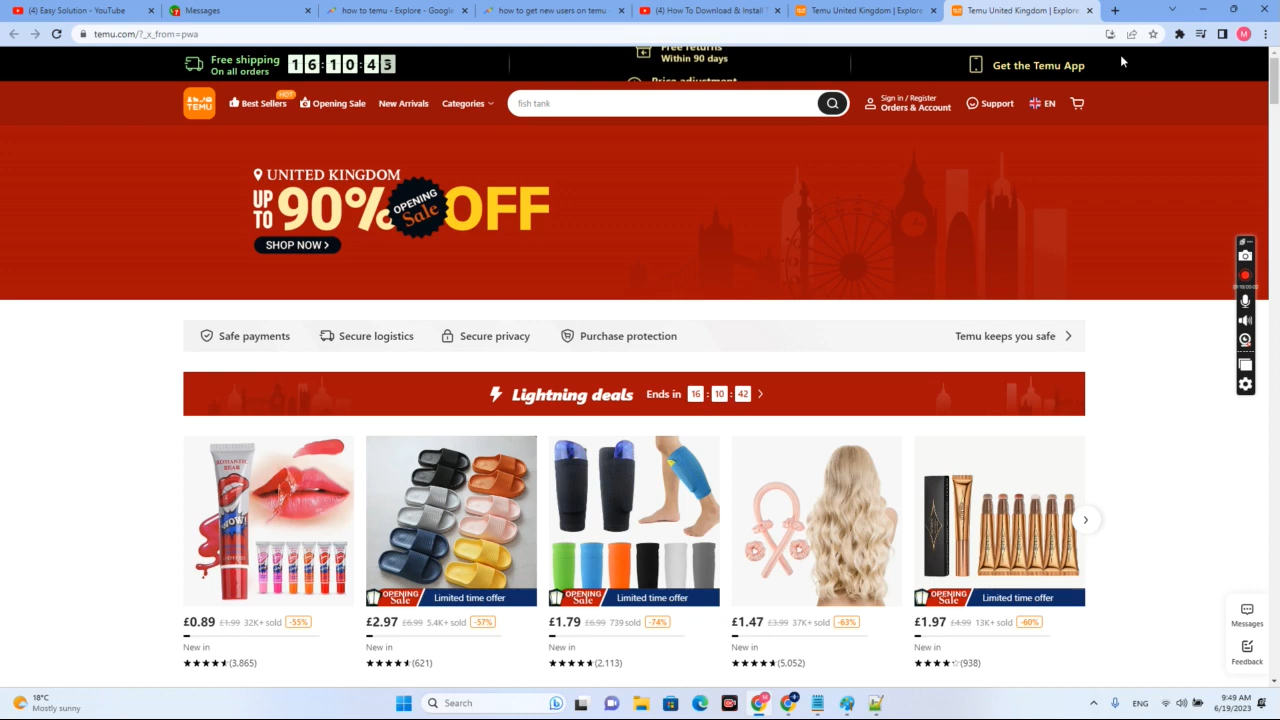 (4) Easy Solution - YouTube
Messages
how to temu - Explore - Google
how to get new users on temu -
(4) How To Download & Install T
Temu United Kingdom | Explore
Temu United Kingdom | Explore
temu.com/?_x_from=pwa
M
Free shipping
On all orders
16:10:43
Free returns
Within 90 days
Price adjustment
Get the Temu App
TEMU
Best Sellers
HOT
Opening Sale
New Arrivals
Categories
fish tank
Sign in / Register
Orders & Account
Support
EN
UNITED KINGDOM
UP TO 90% OFF
OPENING Sale
SHOP NOW >
Safe payments
Secure logistics
Secure privacy
Purchase protection
Temu keeps you safe
Lightning deals
Ends in 16 : 10 : 42
ROMANTIC BEAR
WOW!
OPENING Sale
Limited time offer
OPENING Sale
Limited time offer
OPENING Sale
Limited time offer
£0.89 £1.99 32K+ sold -55%
New in
(3,865)
£2.97 £6.99 5.4K+ sold -57%
New in
(621)
£1.79 £6.99 739 sold -74%
New in
(2,113)
£1.47 £3.99 37K+ sold -63%
New in
(5,052)
£1.97 £4.99 13K+ sold -60%
New in
(938)
Messages
Feedback
18°C
Mostly sunny
Search
ENG
9:49 AM
6/19/2023